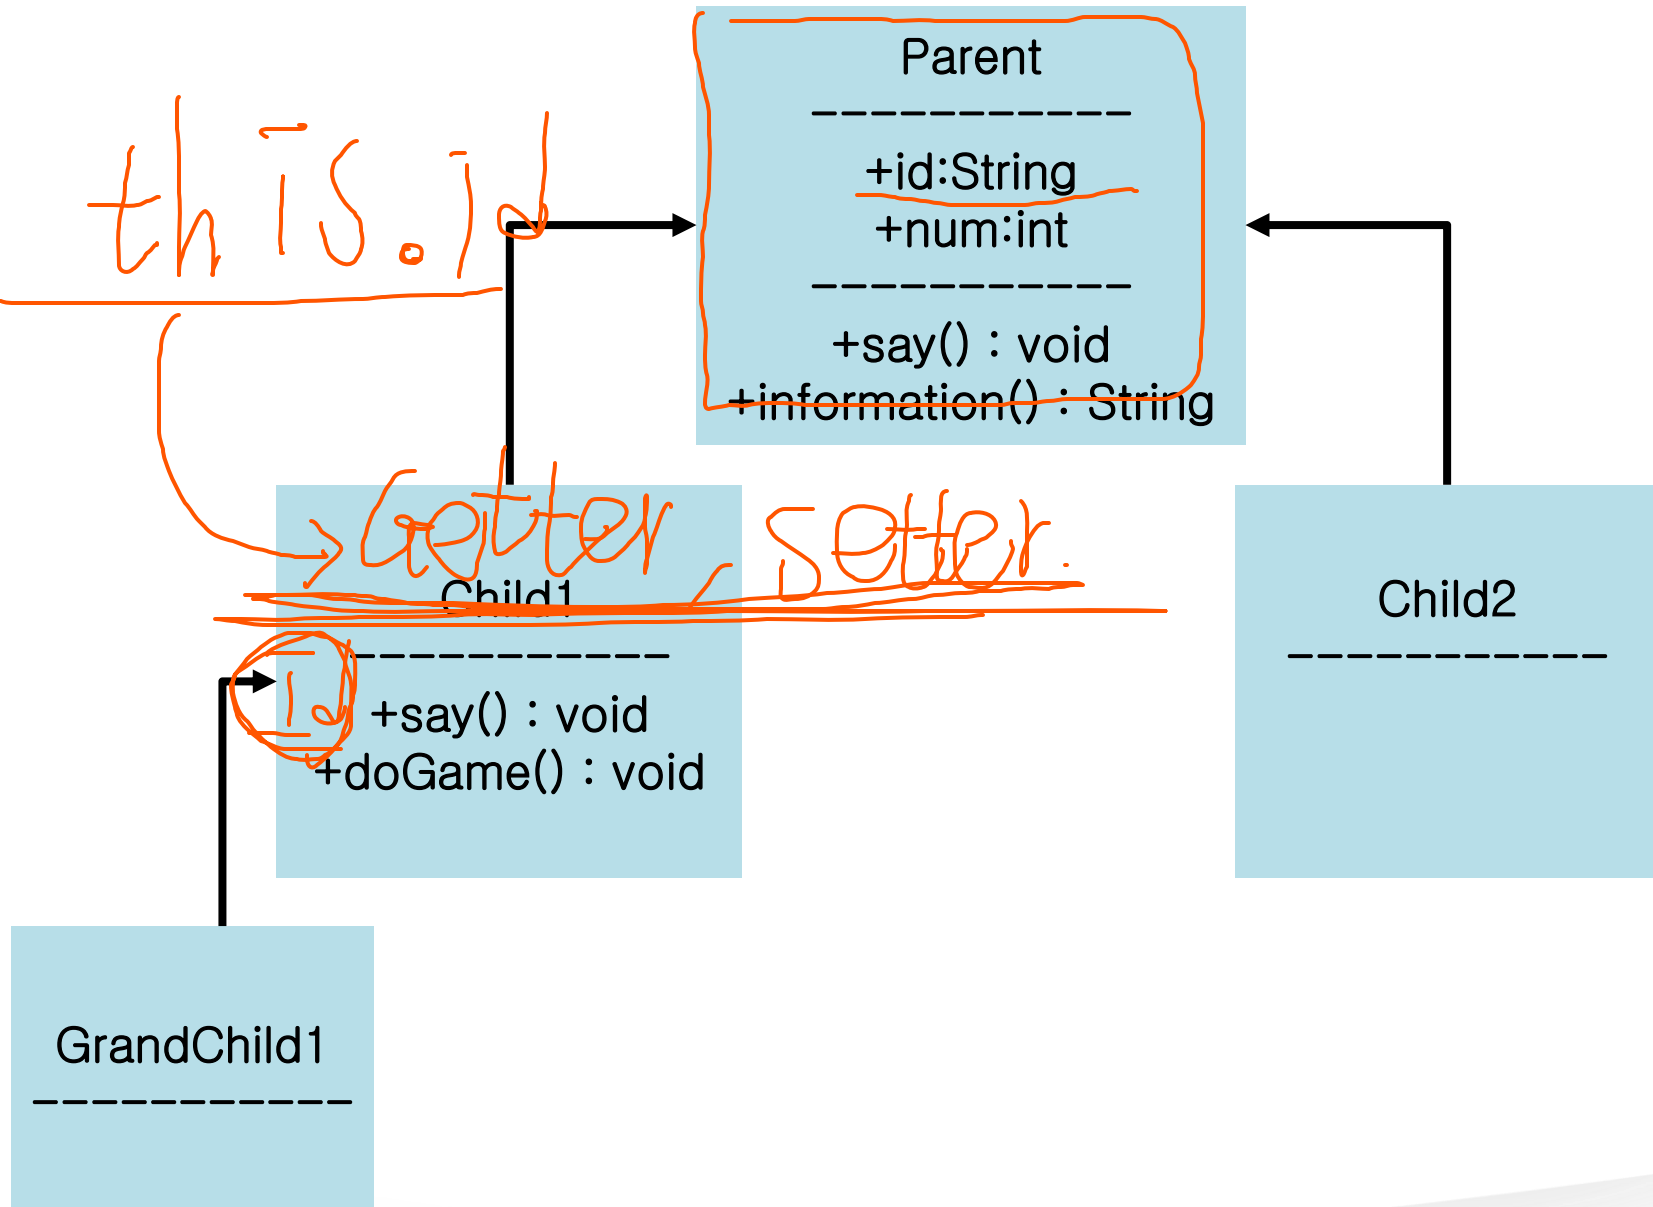 Parent
-----------
+id:String
+num:int
-----------
+say() : void
+information() : String
this.id
Getter, setter.
Child1
-----------
id
+say() : void
+doGame() : void
Child2
-----------
GrandChild1
-----------